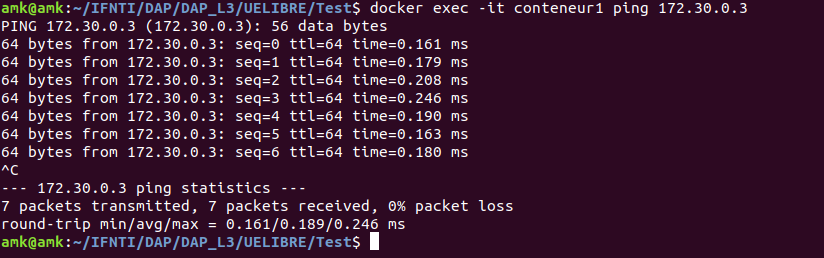 amk@amk:~/IFNTI/DAP/DAP_L3/UELIBRE/Test$ docker exec -it conteneur1 ping 172.30.0.3
PING 172.30.0.3 (172.30.0.3): 56 data bytes
64 bytes from 172.30.0.3: seq=0 ttl=64 time=0.161 ms
64 bytes from 172.30.0.3: seq=1 ttl=64 time=0.179 ms
64 bytes from 172.30.0.3: seq=2 ttl=64 time=0.208 ms
64 bytes from 172.30.0.3: seq=3 ttl=64 time=0.246 ms
64 bytes from 172.30.0.3: seq=4 ttl=64 time=0.190 ms
64 bytes from 172.30.0.3: seq=5 ttl=64 time=0.163 ms
64 bytes from 172.30.0.3: seq=6 ttl=64 time=0.180 ms
^C
--- 172.30.0.3 ping statistics ---
7 packets transmitted, 7 packets received, 0% packet loss
round-trip min/avg/max = 0.161/0.189/0.246 ms
amk@amk:~/IFNTI/DAP/DAP_L3/UELIBRE/Test$